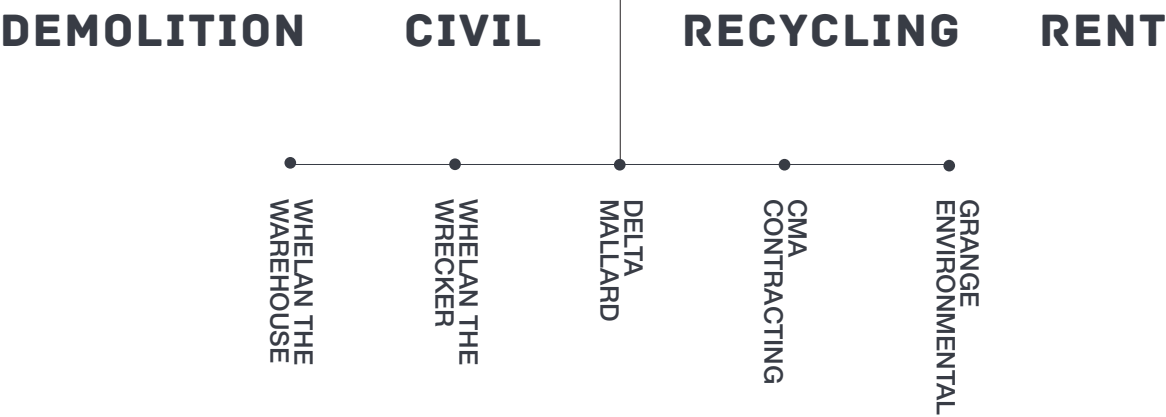 DEMOLITION CIVIL RECYCLING RENT
WHELAN THE
WAREHOUSE
WHELAN THE
WRECKER
DELTA
MALLARD
CMA
CONTRACTING
GRANGE
ENVIRONMENTAL